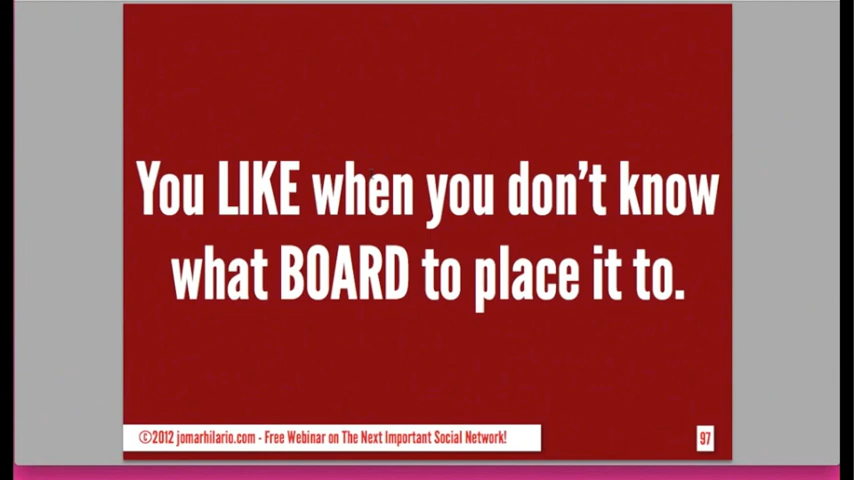 You LIKE when you don't know
what BOARD to place it to.
©2012 jomarhilario.com - Free Webinar on The Next Important Social Network!
97